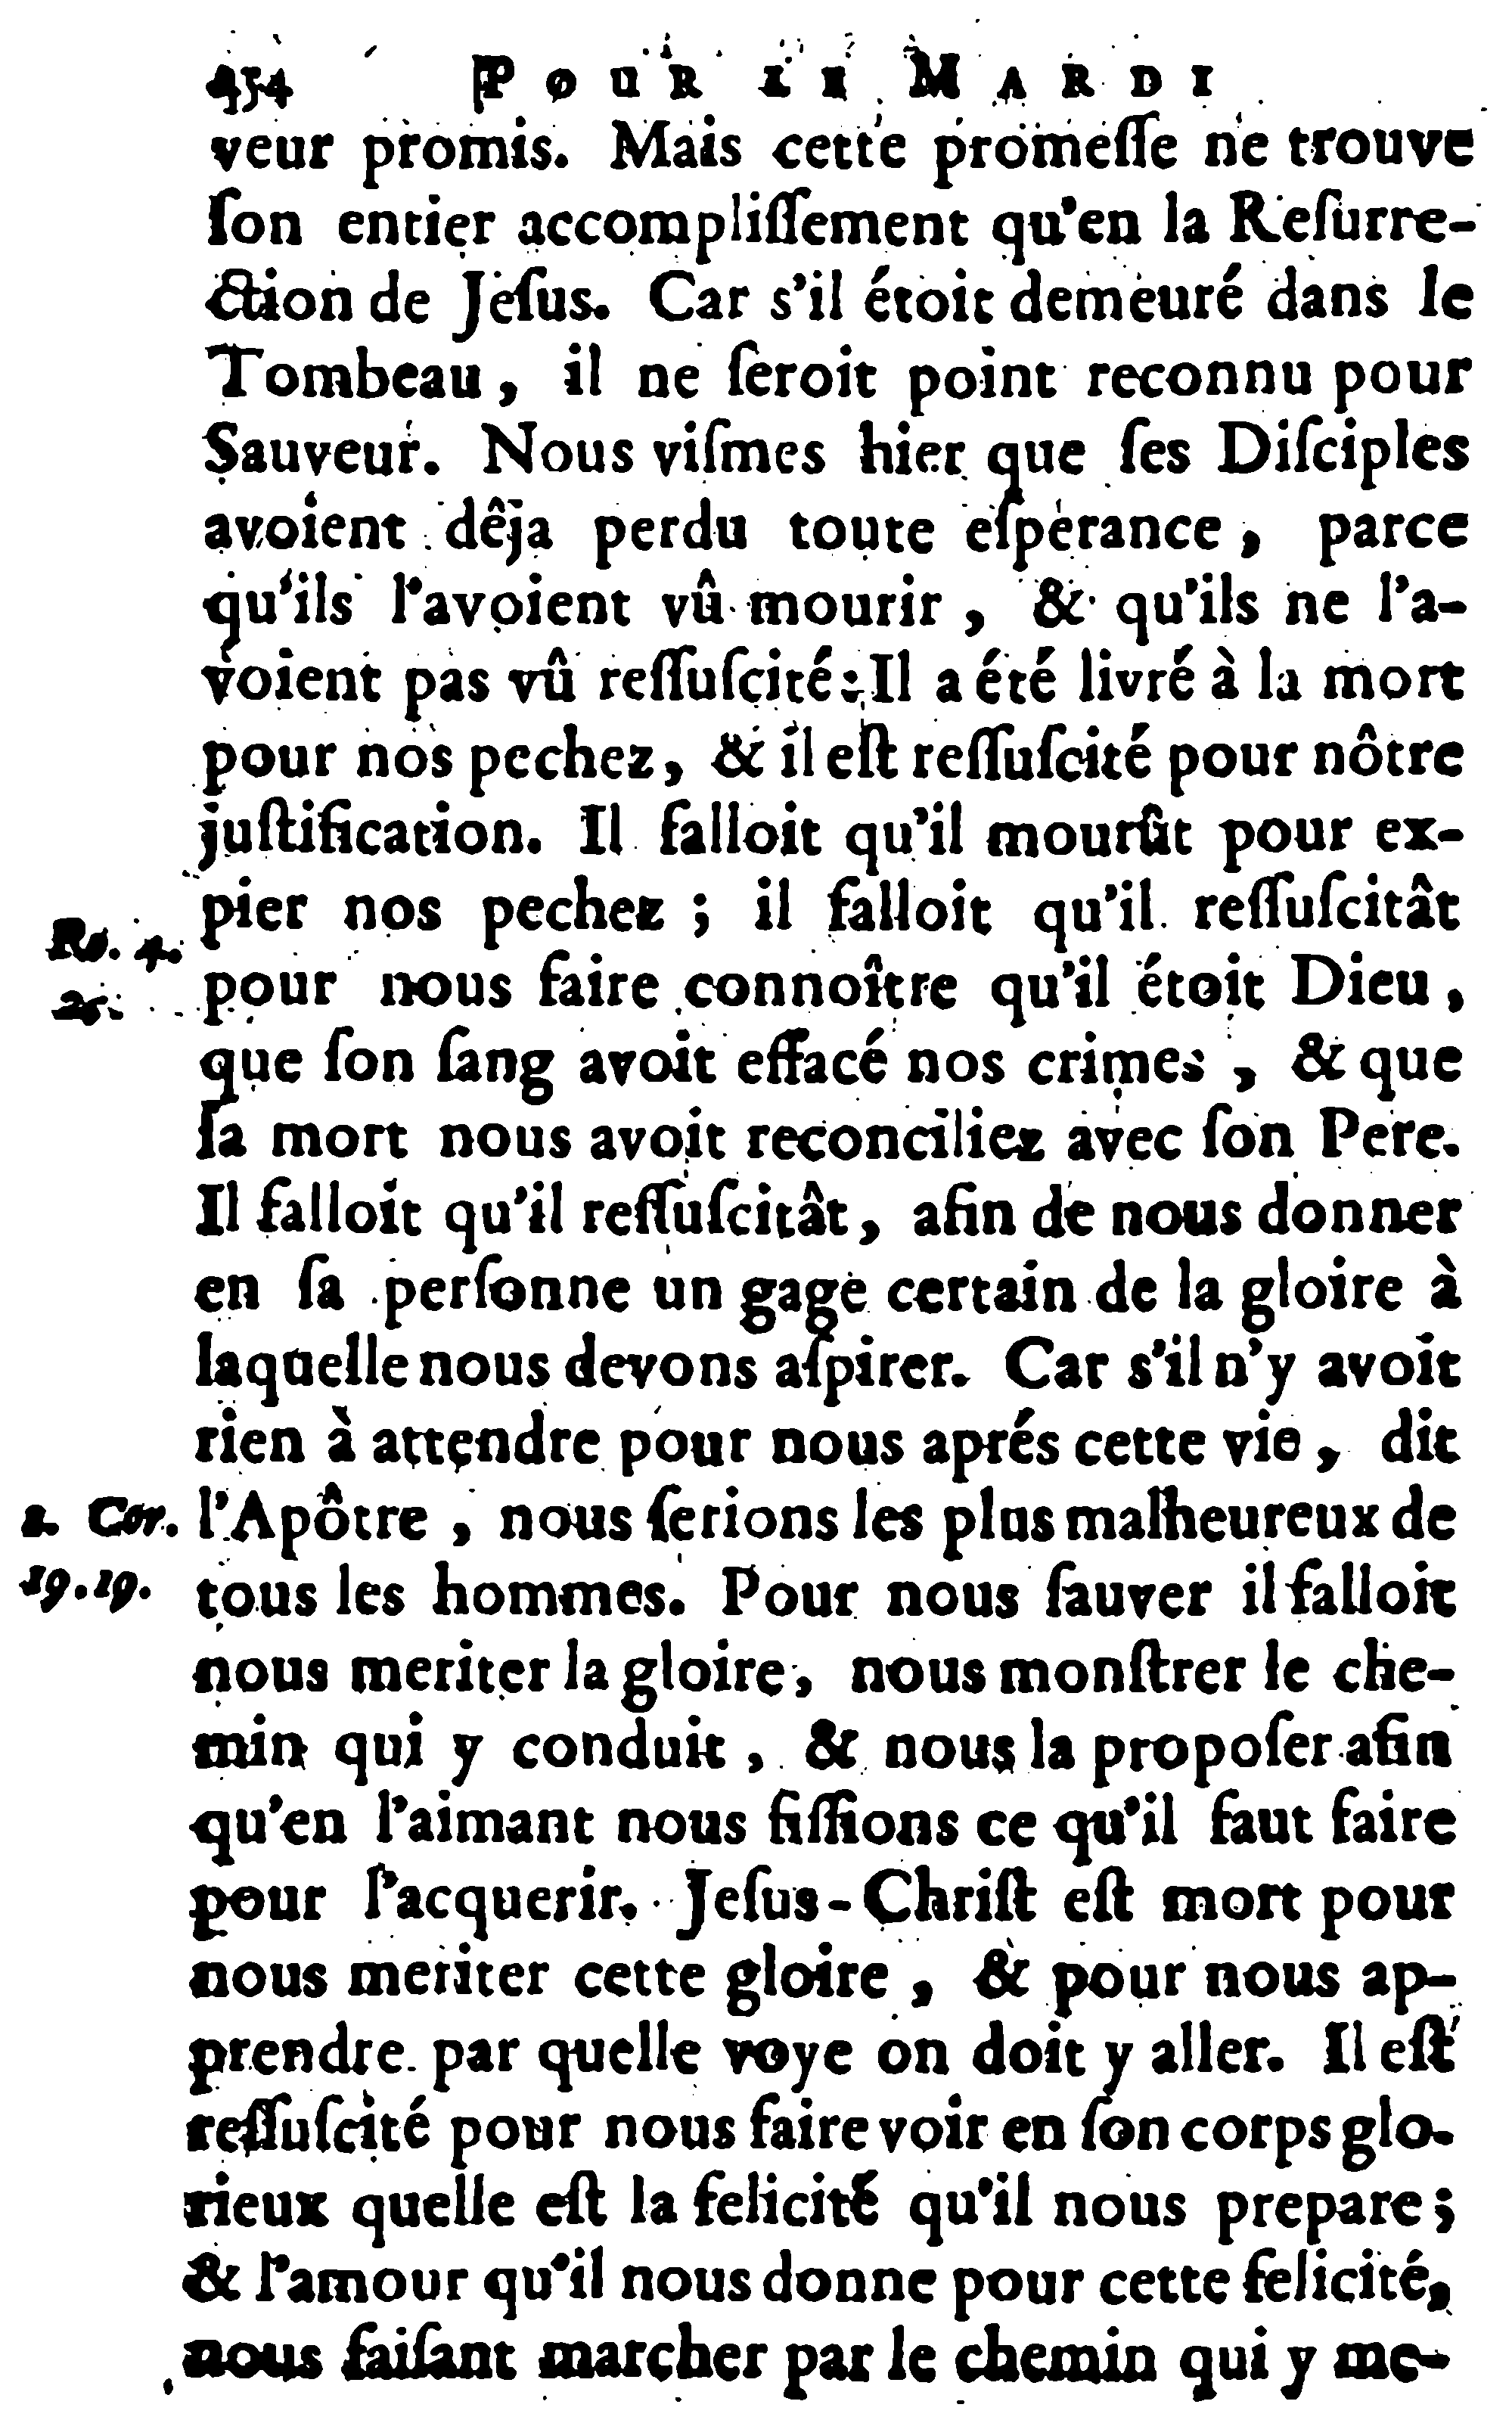 454 POUR LE MARDI
veur promis. Mais cette promeſſe ne trouve
ſon entier accompliſſement qu'en la Reſurre-
ction de Jeſus. Car s'il étoit demeuré dans le
Tombeau, il ne ſeroit point reconnu pour
Sauveur. Nous viſmes hier que ſes Diſciples
avoient dêja perdu toute eſperance, parce
qu'ils l'avoient vû mourir, & qu'ils ne l'a-
voient pas vû reſſuſcité: Il a été livré à la mort
pour nos pechez, & il eſt reſſuſcité pour nôtre
juſtification. Il falloit qu'il mourût pour ex-
pier nos pechez; il falloit qu'il reſſuſcitât
Ro. 4.
25.
pour nous faire connoître qu'il étoit Dieu,
que ſon ſang avoit effacé nos crimes, & que
ſa mort nous avoit reconciliez avec ſon Pere.
Il falloit qu'il reſſuſcitât, afin de nous donner
en ſa perſonne un gage certain de la gloire à
laquelle nous devons aſpirer. Car s'il n'y avoit
rien à attendre pour nous aprés cette vie, dit
l'Apôtre, nous ſerions les plus malheureux de
Cor.
19.19.
tous les hommes. Pour nous ſauver il falloit
nous meriter la gloire, nous monſtrer le che-
min qui y conduit, & nous la propoſer afin
qu'en l'aimant nous fiſſions ce qu'il faut faire
pour l'acquerir. Jeſus-Chriſt eſt mort pour
nous meriter cette gloire, & pour nous ap-
prendre par quelle voye on doit y aller. Il eſt
reſſuſcité pour nous faire voir en ſon corps glo-
rieux quelle eſt la felicité qu'il nous prepare;
& l'amour qu'il nous donne pour cette felicité,
nous faiſant marcher par le chemin qui y me-